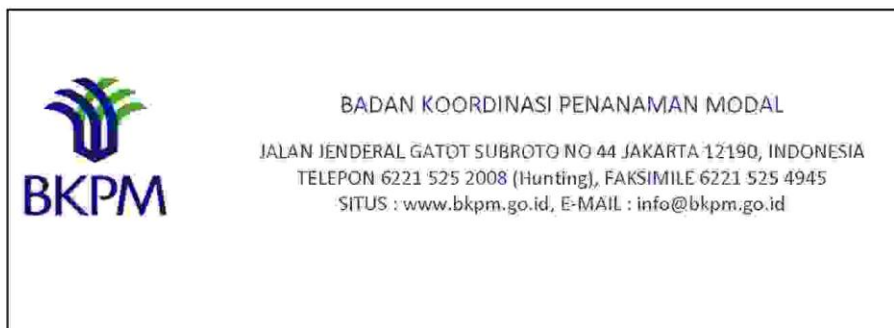 BKPM
BADAN KOORDINASI PENANAMAN MODAL
JALAN JENDERAL GATOT SUBROTO NO 44 JAKARTA 12190, INDONESIA
TELEPON 6221 525 2008 (Hunting), FAKSIMILE 6221 525 4945
SITUS : www.bkpm.go.id, E-MAIL : info@bkpm.go.id